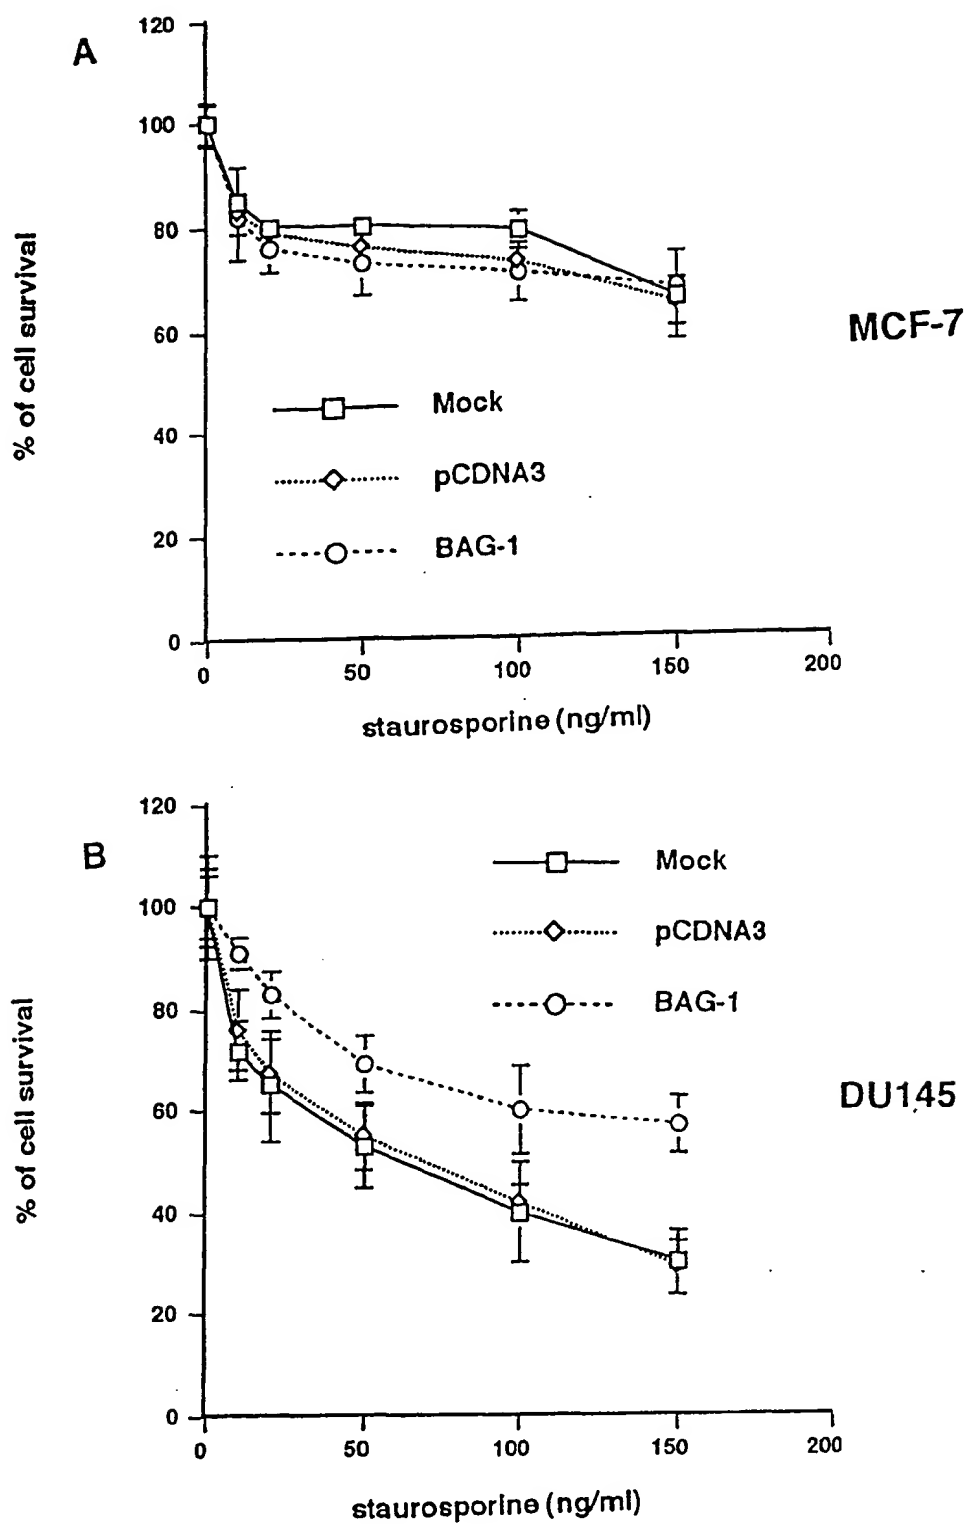 A
120
100
80
60
40
20
0
% of cell survival
Mock
pCDNA3
BAG-1
MCF-7
0 50 100 150 200
staurosporine (ng/ml)
B
120
100
80
60
40
20
0
% of cell survival
Mock
pCDNA3
BAG-1
DU145
0 50 100 150 200
staurosporine (ng/ml)